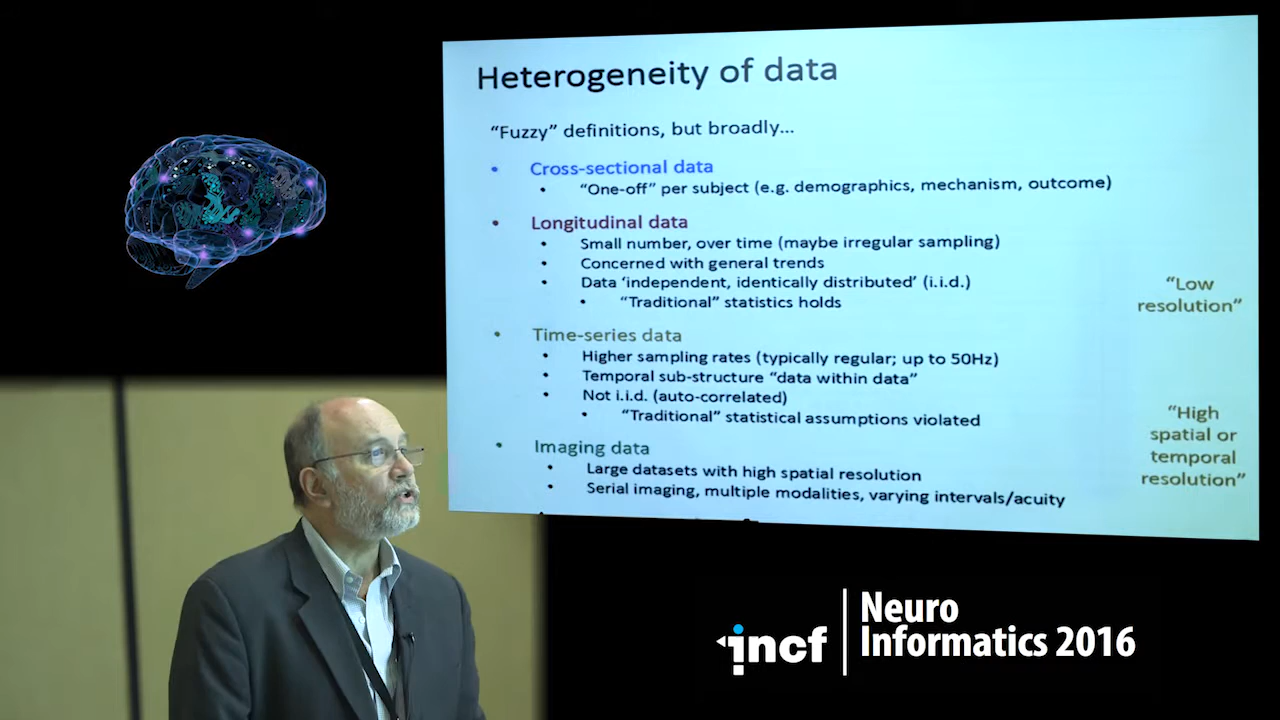 Heterogeneity of data
“Fuzzy” definitions, but broadly...
• Cross-sectional data
• “One-off” per subject (e.g. demographics, mechanism, outcome)
• Longitudinal data
• Small number, over time (maybe irregular sampling)
• Concerned with general trends
• Data ‘independent, identically distributed’ (i.i.d.)
• “Traditional” statistics holds
“Low
resolution”
• Time-series data
• Higher sampling rates (typically regular; up to 50Hz)
• Temporal sub-structure “data within data”
• Not i.i.d. (auto-correlated)
• “Traditional” statistical assumptions violated
• Imaging data
• Large datasets with high spatial resolution
• Serial imaging, multiple modalities, varying intervals/acuity
“High
spatial or
temporal
resolution”
incf
Neuro
Informatics 2016